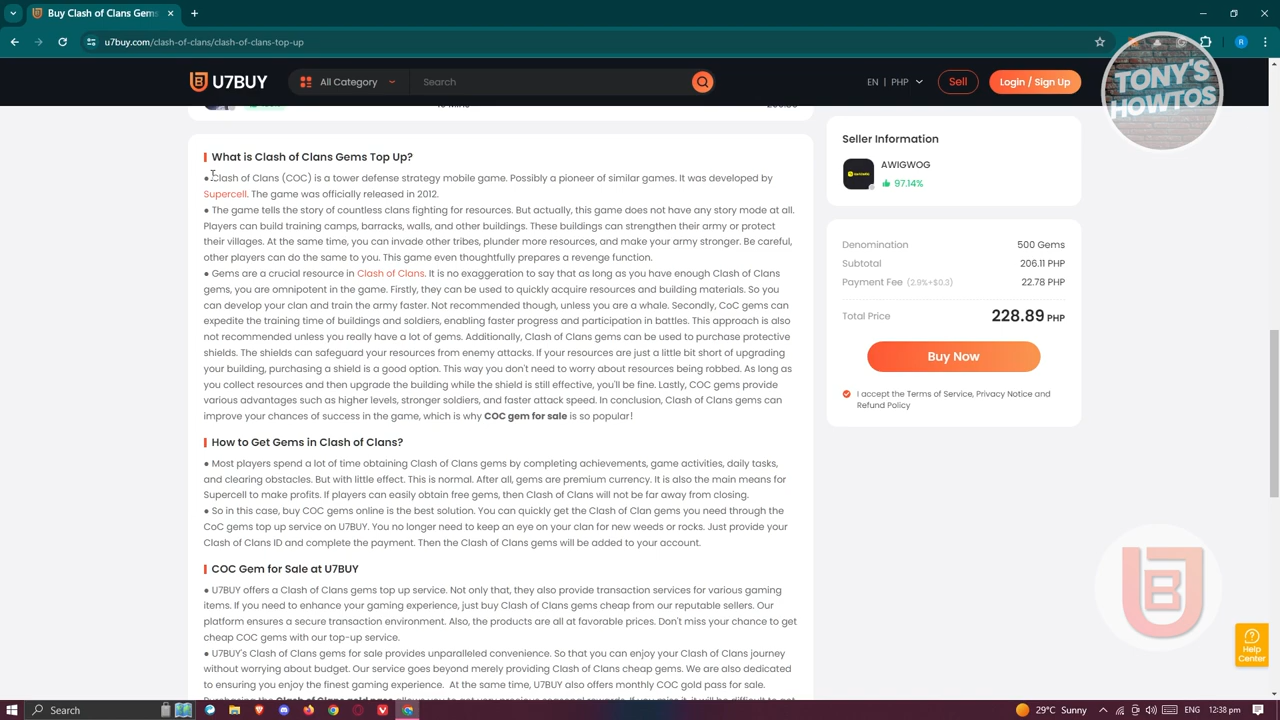 Buy Clash of Clans Gems
u7buy.com/clash-of-clans/clash-of-clans-top-up
R
U7BUY
All Category
Search
EN | PHP
Sell
Login / Sign Up
TONY'S
HOWTOS
What is Clash of Clans Gems Top Up?
● Clash of Clans (COC) is a tower defense strategy mobile game. Possibly a pioneer of similar games. It was developed by
Supercell. The game was officially released in 2012.
● The game tells the story of countless clans fighting for resources. But actually, this game does not have any story mode at all.
Players can build training camps, barracks, walls, and other buildings. These buildings can strengthen their army or protect
their villages. At the same time, you can invade other tribes, plunder more resources, and make your army stronger. Be careful,
other players can do the same to you. This game even thoughtfully prepares a revenge function.
● Gems are a crucial resource in Clash of Clans. It is no exaggeration to say that as long as you have enough Clash of Clans
gems, you are omnipotent in the game. Firstly, they can be used to quickly acquire resources and building materials. So you
can develop your clan and train the army faster. Not recommended though, unless you are a whale. Secondly, CoC gems can
expedite the training time of buildings and soldiers, enabling faster progress and participation in battles. This approach is also
not recommended unless you really have a lot of gems. Additionally, Clash of Clans gems can be used to purchase protective
shields. The shields can safeguard your resources from enemy attacks. If your resources are just a little bit short of upgrading
your building, purchasing a shield is a good option. This way you don't need to worry about resources being robbed. As long as
you collect resources and then upgrade the building while the shield is still effective, you'll be fine. Lastly, COC gems provide
various advantages such as higher levels, stronger soldiers, and faster attack speed. In conclusion, Clash of Clans gems can
improve your chances of success in the game, which is why COC gem for sale is so popular!
How to Get Gems in Clash of Clans?
● Most players spend a lot of time obtaining Clash of Clans gems by completing achievements, game activities, daily tasks,
and clearing obstacles. But with little effect. This is normal. After all, gems are premium currency. It is also the main means for
Supercell to make profits. If players can easily obtain free gems, then Clash of Clans will not be far away from closing.
● So in this case, buy COC gems online is the best solution. You can quickly get the Clash of Clan gems you need through the
CoC gems top up service on U7BUY. You no longer need to keep an eye on your clan for new weeds or rocks. Just provide your
Clash of Clans ID and complete the payment. Then the Clash of Clans gems will be added to your account.
COC Gem for Sale at U7BUY
● U7BUY offers a Clash of Clans gems top up service. Not only that, they also provide transaction services for various gaming
items. If you need to enhance your gaming experience, just buy Clash of Clans gems cheap from our reputable sellers. Our
platform ensures a secure transaction environment. Also, the products are all at favorable prices. Don't miss your chance to get
cheap COC gems with our top-up service.
● U7BUY's Clash of Clans gems for sale provides unparalleled convenience. So that you can enjoy your Clash of Clans journey
without worrying about budget. Our service goes beyond merely providing Clash of Clans cheap gems. We are also dedicated
to ensuring you enjoy the finest gaming experience. At the same time, U7BUY also offers monthly COC gold pass for sale.
Seller Information
AWIGWOG
97.14%
Denomination 500 Gems
Subtotal 206.11 PHP
Payment Fee (2.9%+$0.3) 22.78 PHP
Total Price 228.89 PHP
Buy Now
I accept the Terms of Service, Privacy Notice and
Refund Policy
Help
Center
Search
29°C Sunny
12:38 pm